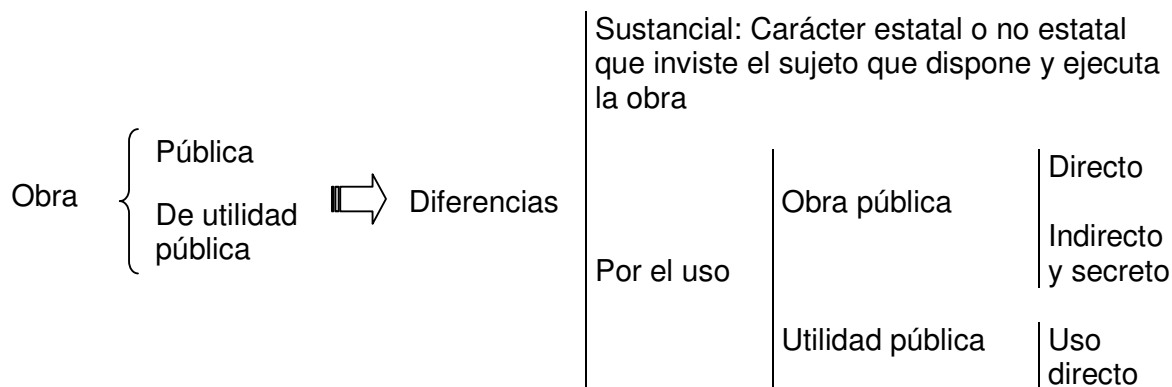 Sustancial: Carácter estatal o no estatal
que inviste el sujeto que dispone y ejecuta
la obra
Obra
Pública
De utilidad
pública
Diferencias
Por el uso
Obra pública
Directo
Indirecto
y secreto
Utilidad pública
Uso
directo